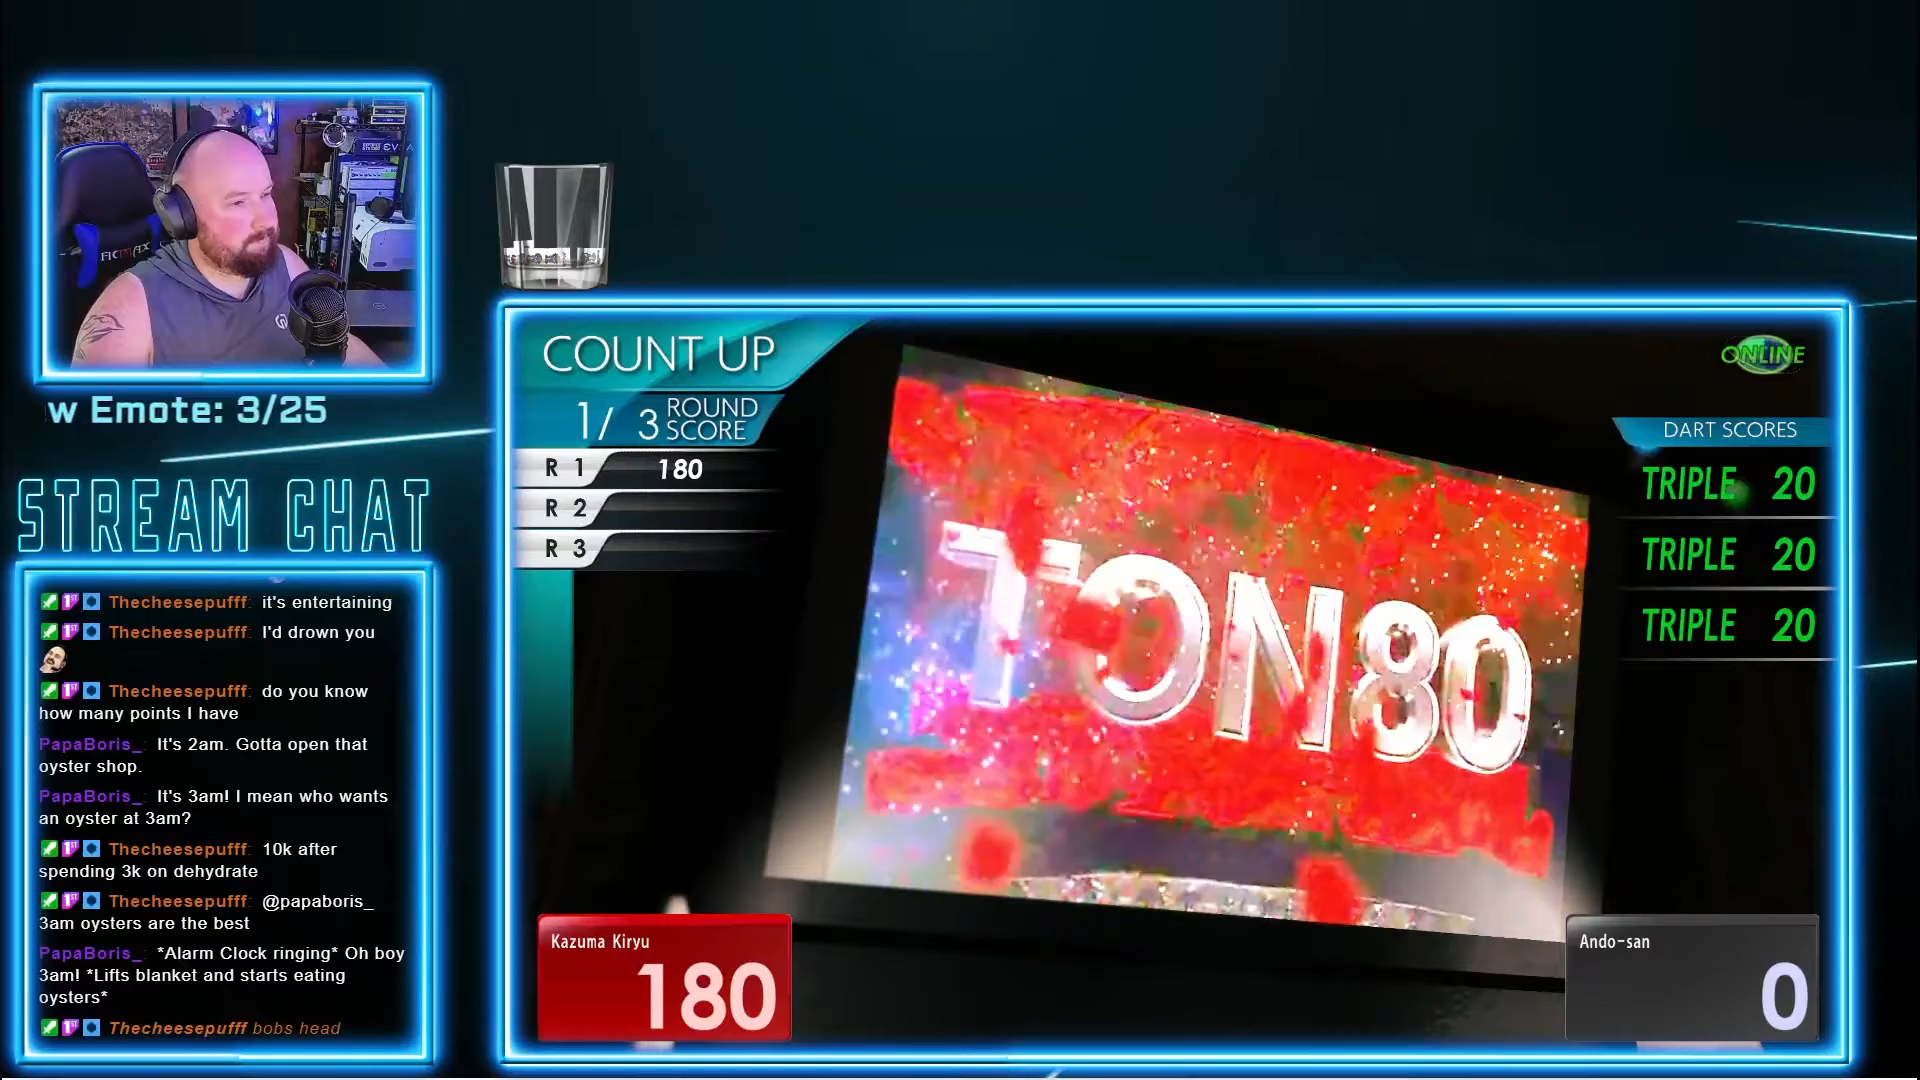 w Emote: 3/25
STREAM CHAT
Thecheesepufff: it's entertaining
Thecheesepufff: I'd drown you
Thecheesepufff: do you know
how many points I have
PapaBoris_: It's 2am. Gotta open that
oyster shop.
PapaBoris_: It's 3am! I mean who wants
an oyster at 3am?
Thecheesepufff: 10k after
spending 3k on dehydrate
Thecheesepufff: @papaboris_
3am oysters are the best
PapaBoris_: *Alarm Clock ringing* Oh boy
3am! *Lifts blanket and starts eating
oysters*
Thecheesepufff bobs head
COUNT UP
1/ 3 ROUND SCORE
R 1 180
R 2
R 3
TON80
ONLINE
DART SCORES
TRIPLE 20
TRIPLE 20
TRIPLE 20
Kazuma Kiryu
180
Ando-san
0